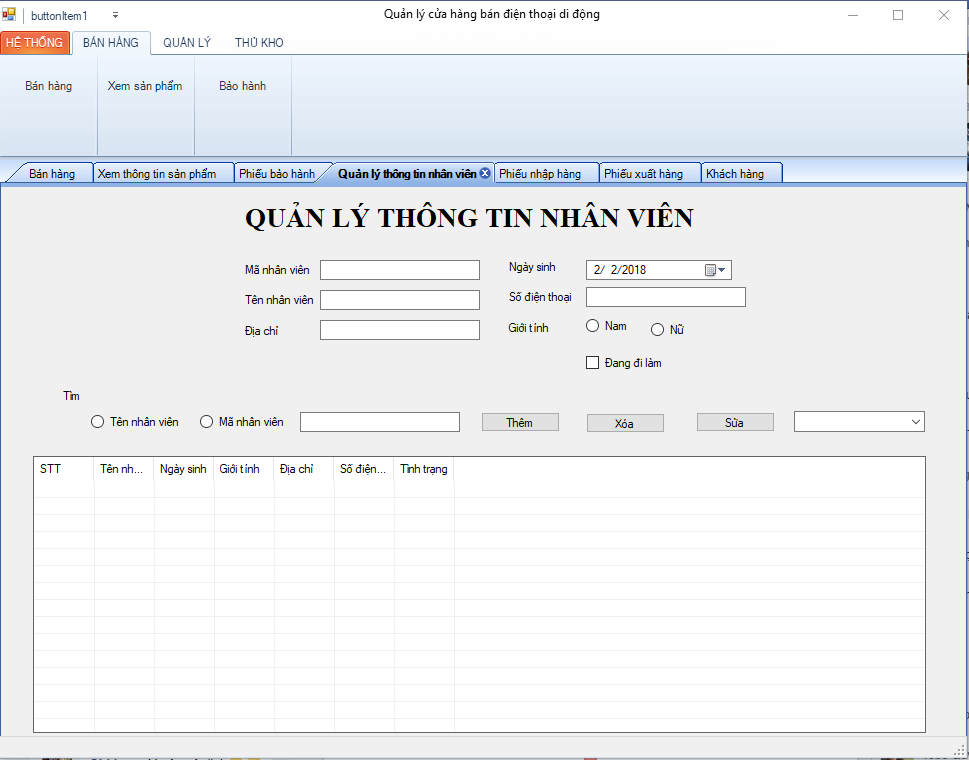 buttonItem1
Quản lý cửa hàng bán điện thoại di động
HỆ THỐNG BÁN HÀNG QUẢN LÝ THỦ KHO
Bán hàng Xem sản phẩm Bảo hành
Bán hàng Xem thông tin sản phẩm Phiếu bảo hành Quản lý thông tin nhân viên Phiếu nhập hàng Phiếu xuất hàng Khách hàng
QUẢN LÝ THÔNG TIN NHÂN VIÊN
Mã nhân viên Ngày sinh 2/ 2/2018
Tên nhân viên Số điện thoại
Địa chỉ Giới tính Nam Nữ
Đang đi làm
Tìm
Tên nhân viên Mã nhân viên Thêm Xóa Sửa
STT Tên nh... Ngày sinh Giới tính Địa chỉ Số điện... Tình trạng